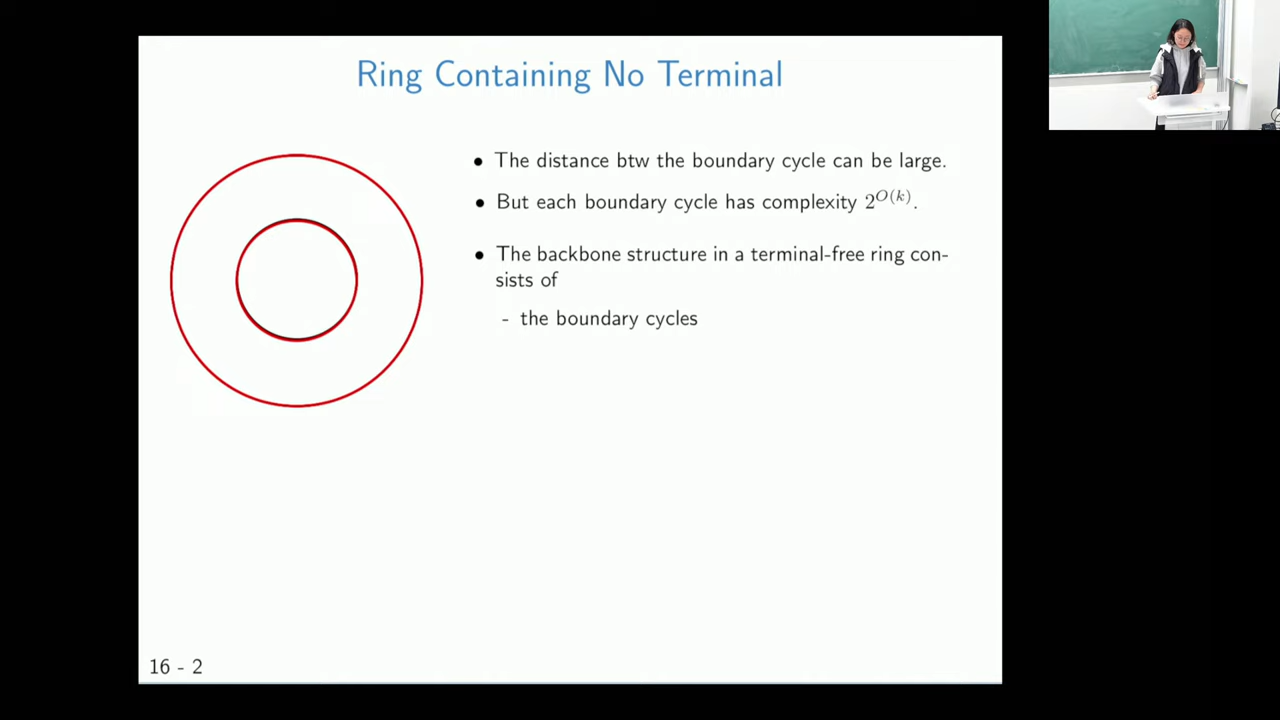 Ring Containing No Terminal
• The distance btw the boundary cycle can be large.
• But each boundary cycle has complexity 2^{O(k)}.
• The backbone structure in a terminal-free ring con-
sists of
- the boundary cycles
16 - 2